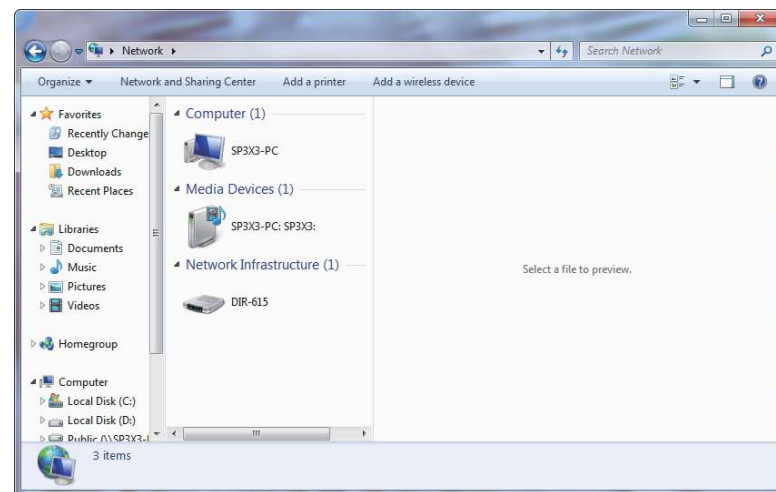 Network
Search Network
Organize
Network and Sharing Center
Add a printer
Add a wireless device
Favorites
Recently Change
Desktop
Downloads
Recent Places
Libraries
Documents
Music
Pictures
Videos
Homegroup
Computer
Local Disk (C:)
Local Disk (D:)
Public (\\SP3X3-
Computer (1)
SP3X3-PC
Media Devices (1)
SP3X3-PC: SP3X3:
Network Infrastructure (1)
DIR-615
Select a file to preview.
3 items